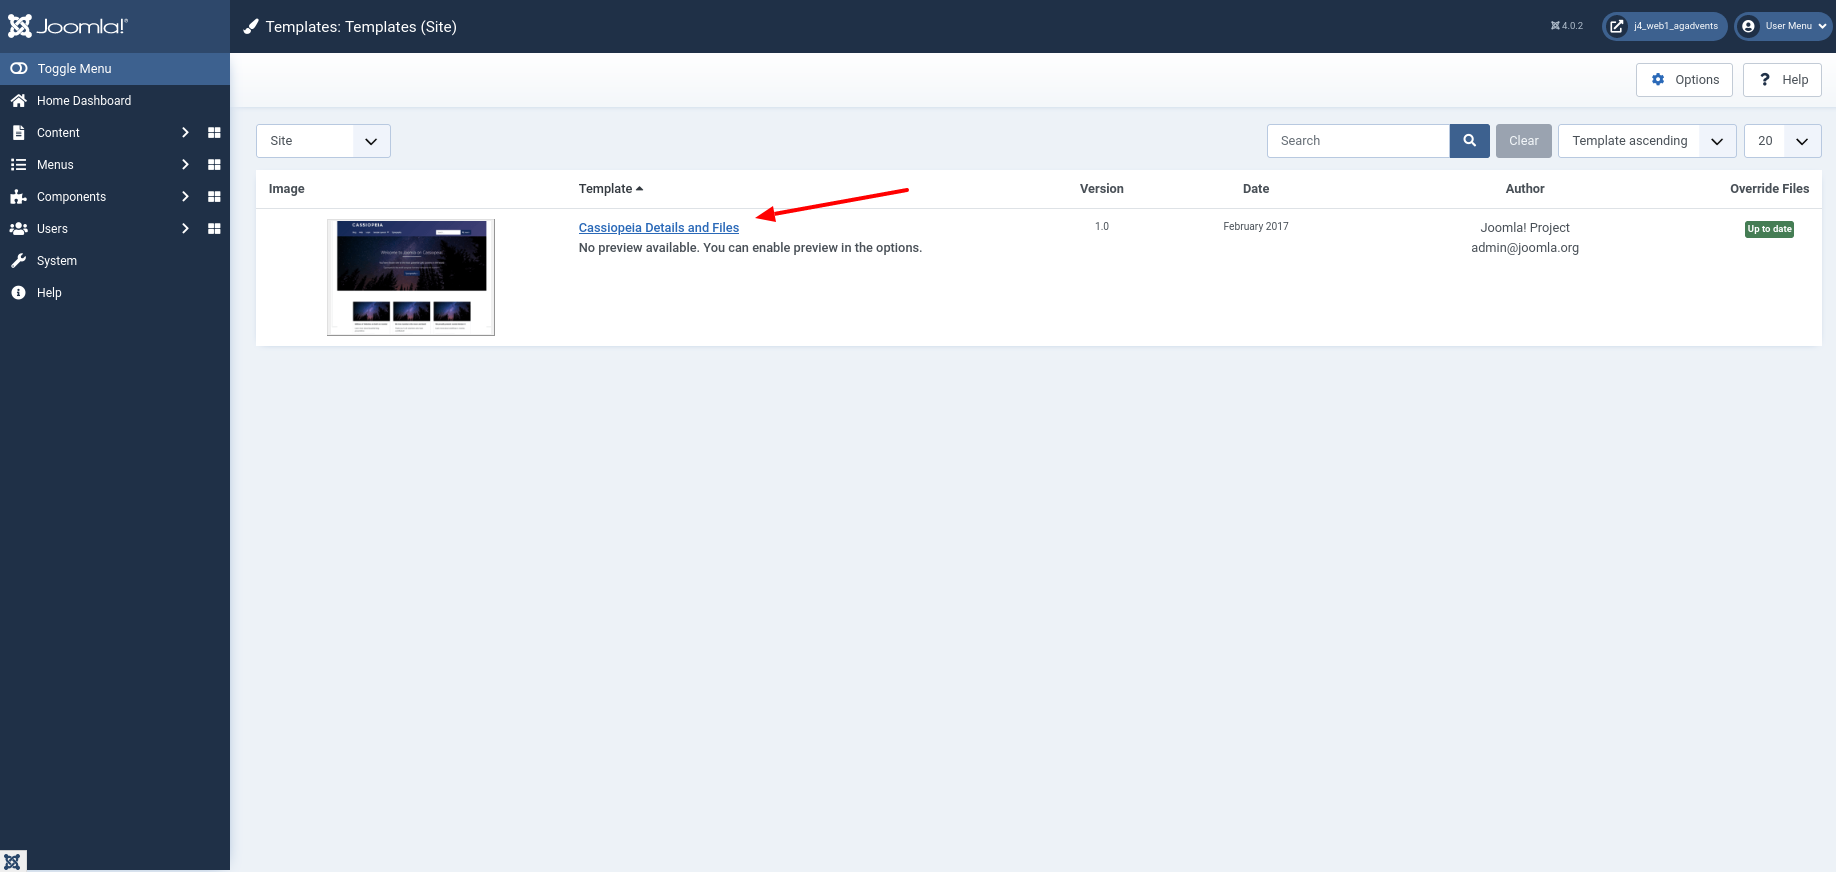 Joomla!
Templates: Templates (Site)
4.0.2
j4_web1_agadvents
User Menu
Toggle Menu
Home Dashboard
Content
Menus
Components
Users
System
Help
Options
? Help
Site
Search
Clear
Template ascending
20
Image
Template
Version
Date
Author
Override Files
CASSIOPEIA
Cassiopeia Details and Files
No preview available. You can enable preview in the options.
1.0
February 2017
Joomla! Project
admin@joomla.org
Up to date